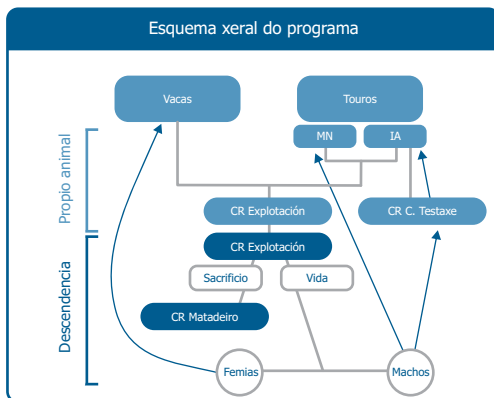 Esquema xeral do programa
Vacas
Touros
MN
IA
Propio animal
CR Explotación
CR C. Testaxe
Descendencia
CR Explotación
Sacrificio
Vida
CR Matadeiro
Femias
Machos